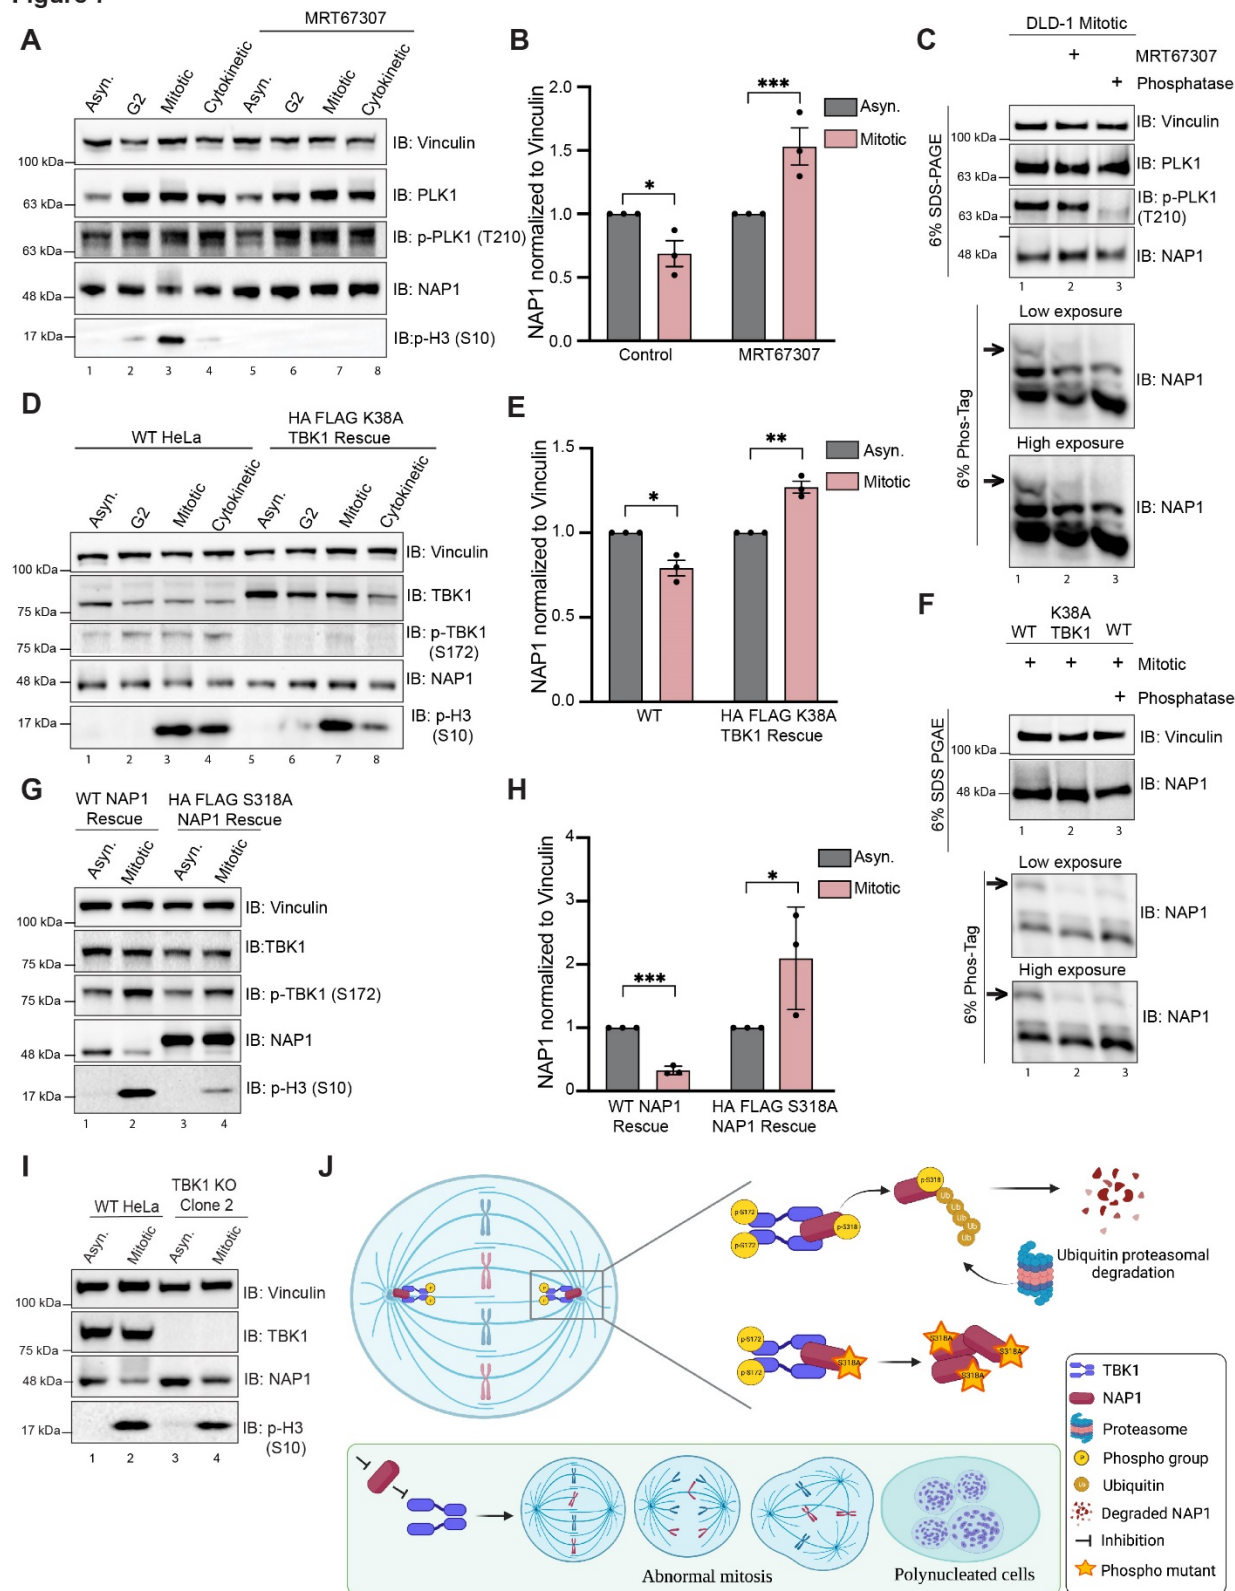 A
MRT67307
Asyn.
G2
Mitotic
Cytokinetic
Asyn.
G2
Mitotic
Cytokinetic
IB: Vinculin
100 kDa
IB: PLK1
63 kDa
IB: p-PLK1 (T210)
63 kDa
IB: NAP1
48 kDa
IB:p-H3 (S10)
17 kDa
1 2 3 4 5 6 7 8
B
NAP1 normalized to Vinculin
2.0
1.5
1.0
0.5
0.0
*
***
Asyn.
Mitotic
Control
MRT67307
C
DLD-1 Mitotic
+ MRT67307
+ Phosphatase
6% SDS-PAGE
IB: Vinculin
100 kDa
IB: PLK1
63 kDa
IB: p-PLK1
(T210)
63 kDa
48 kDa
IB: NAP1
1 2 3
Low exposure
IB: NAP1
High exposure
6% Phos-Tag
IB: NAP1
1 2 3
D
WT HeLa
HA FLAG K38A
TBK1 Rescue
Asyn.
G2
Mitotic
Cytokinetic
Asyn.
G2
Mitotic
Cytokinetic
IB: Vinculin
100 kDa
IB: TBK1
75 kDa
IB: p-TBK1
(S172)
75 kDa
IB: NAP1
48 kDa
IB: p-H3
(S10)
17 kDa
1 2 3 4 5 6 7 8
E
NAP1 normalized to Vinculin
1.5
1.0
0.5
0.0
*
**
Asyn.
Mitotic
WT
HA FLAG K38A
TBK1 Rescue
F
WT
K38A
TBK1
WT
+ + + Mitotic
+ Phosphatase
6% SDS PGAE
IB: Vinculin
100 kDa
IB: NAP1
48 kDa
1 2 3
Low exposure
IB: NAP1
High exposure
6% Phos-Tag
IB: NAP1
1 2 3
G
WT NAP1
Rescue
HA FLAG S318A
NAP1 Rescue
Asyn.
Mitotic
Asyn.
Mitotic
IB: Vinculin
100 kDa
IB:TBK1
75 kDa
IB: p-TBK1 (S172)
75 kDa
IB: NAP1
48 kDa
IB: p-H3 (S10)
17 kDa
1 2 3 4
H
NAP1 normalized to Vinculin
4
3
2
1
0
***
*
Asyn.
Mitotic
WT NAP1
Rescue
HA FLAG S318A
NAP1 Rescue
I
WT HeLa
TBK1 KO
Clone 2
Asyn.
Mitotic
Asyn.
Mitotic
IB: Vinculin
100 kDa
IB: TBK1
75 kDa
IB: NAP1
48 kDa
IB: p-H3
(S10)
17 kDa
1 2 3 4
J
P
P
P
P
p-S172
p-S172
p-S318
p-S318
Ub
Ub
Ub
Ub
Ub
Ubiquitin proteasomal
degradation
p-S172
p-S172
S318A
S318A
S318A
S318A
TBK1
NAP1
Proteasome
P Phospho group
Ub Ubiquitin
Degraded NAP1
Inhibition
Phospho mutant
Abnormal mitosis
Polynucleated cells